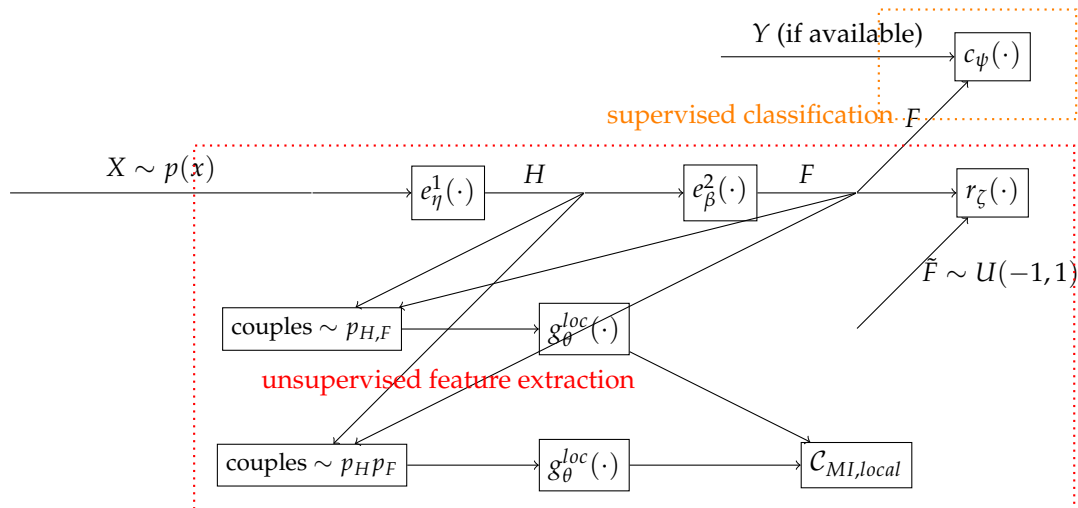 Y (if available)
c_ψ(·)
supervised classification
F
X ∼ p(x)
e^1_η(·)
H
e^2_β(·)
F
r_ζ(·)
F̃ ∼ U(−1, 1)
couples ∼ p_{H,F}
g^{loc}_θ(·)
unsupervised feature extraction
couples ∼ p_H p_F
g^{loc}_θ(·)
𝒞_{MI,local}